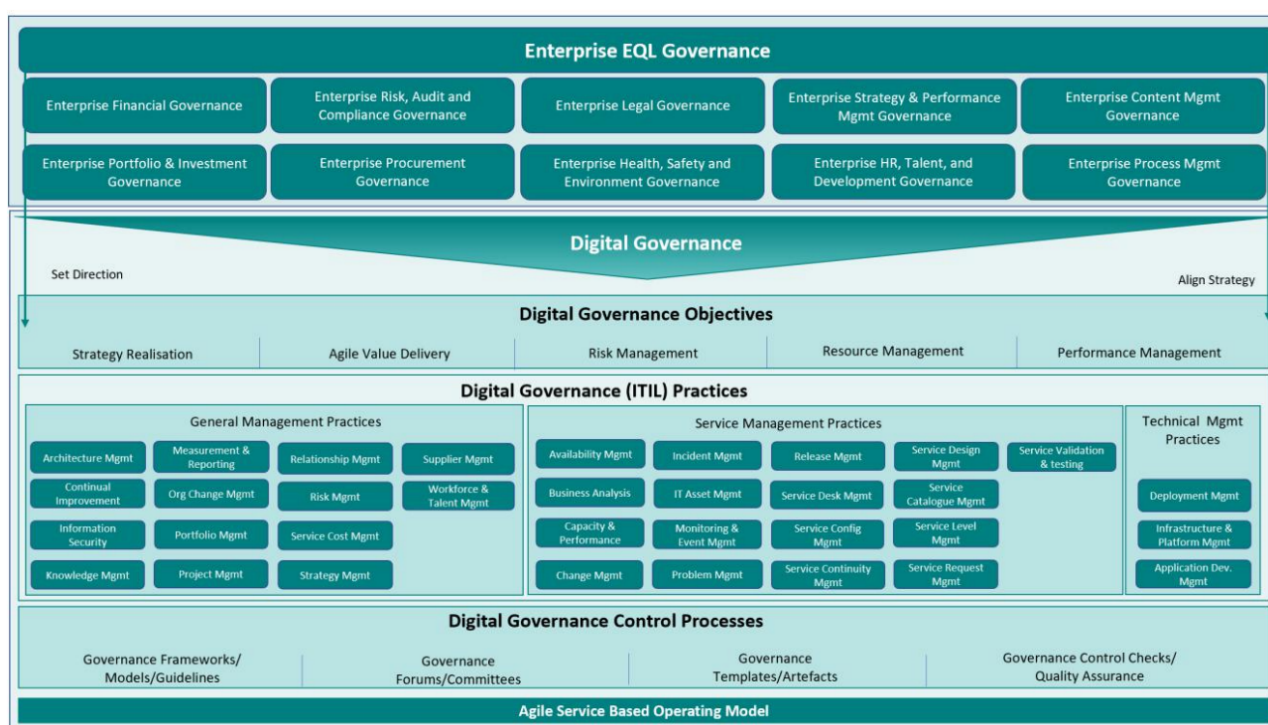 Enterprise EQL Governance
Enterprise Financial Governance
Enterprise Risk, Audit and
Compliance Governance
Enterprise Legal Governance
Enterprise Strategy & Performance
Mgmt Governance
Enterprise Content Mgmt
Governance
Enterprise Portfolio & Investment
Governance
Enterprise Procurement
Governance
Enterprise Health, Safety and
Environment Governance
Enterprise HR, Talent, and
Development Governance
Enterprise Process Mgmt
Governance
Digital Governance
Set Direction
Align Strategy
Digital Governance Objectives
Strategy Realisation
Agile Value Delivery
Risk Management
Resource Management
Performance Management
Digital Governance (ITIL) Practices
General Management Practices
Architecture Mgmt
Measurement &
Reporting
Relationship Mgmt
Supplier Mgmt
Continual
Improvement
Org Change Mgmt
Risk Mgmt
Workforce &
Talent Mgmt
Information
Security
Portfolio Mgmt
Service Cost Mgmt
Knowledge Mgmt
Project Mgmt
Strategy Mgmt
Service Management Practices
Availability Mgmt
Incident Mgmt
Release Mgmt
Service Design
Mgmt
Service Validation
& testing
Business Analysis
IT Asset Mgmt
Service Desk Mgmt
Service
Catalogue Mgmt
Capacity &
Performance
Monitoring &
Event Mgmt
Service Config
Mgmt
Service Level
Mgmt
Change Mgmt
Problem Mgmt
Service Continuity
Mgmt
Service Request
Mgmt
Technical Mgmt
Practices
Deployment Mgmt
Infrastructure &
Platform Mgmt
Application Dev.
Mgmt
Digital Governance Control Processes
Governance Frameworks/
Models/Guidelines
Governance
Forums/Committees
Governance
Templates/Artefacts
Governance Control Checks/
Quality Assurance
Agile Service Based Operating Model